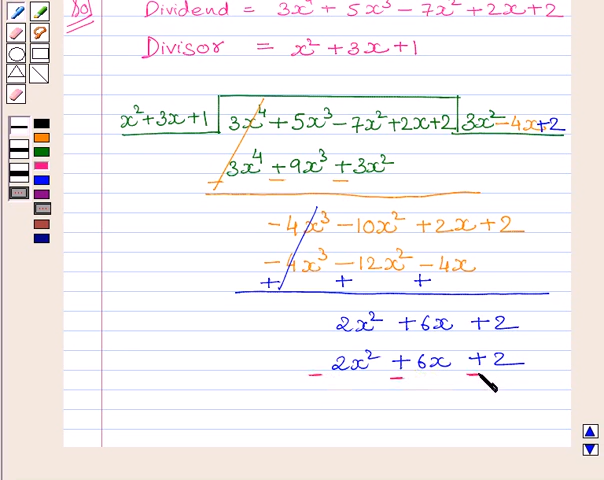 So Dividend = 3x⁴ + 5x³ - 7x² + 2x + 2
Divisor = x² + 3x + 1
x² + 3x + 1 3x⁴ + 5x³ - 7x² + 2x + 2 3x² - 4x + 2
3x⁴ + 9x³ + 3x²
- - -
- 4x³ - 10x² + 2x + 2
- 4x³ - 12x² - 4x
+ + +
2x² + 6x + 2
2x² + 6x + 2
- - -